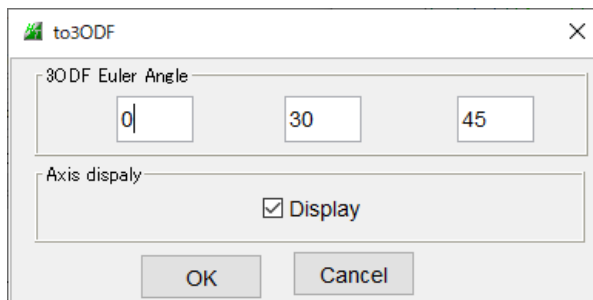 to3ODF
3ODF Euler Angle
0 30 45
Axis dispaly
Display
OK Cancel